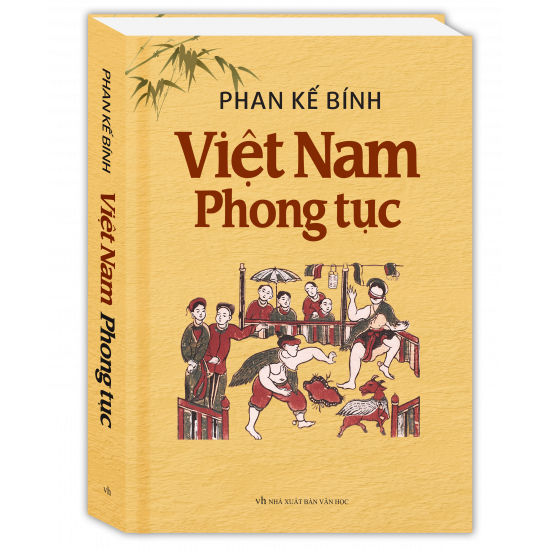 PHAN KẾ BÍNH
Việt Nam
Phong tục
vh NHÀ XUẤT BẢN VĂN HỌC
PHAN KẾ BÍNH
Việt Nam Phong tục
vh